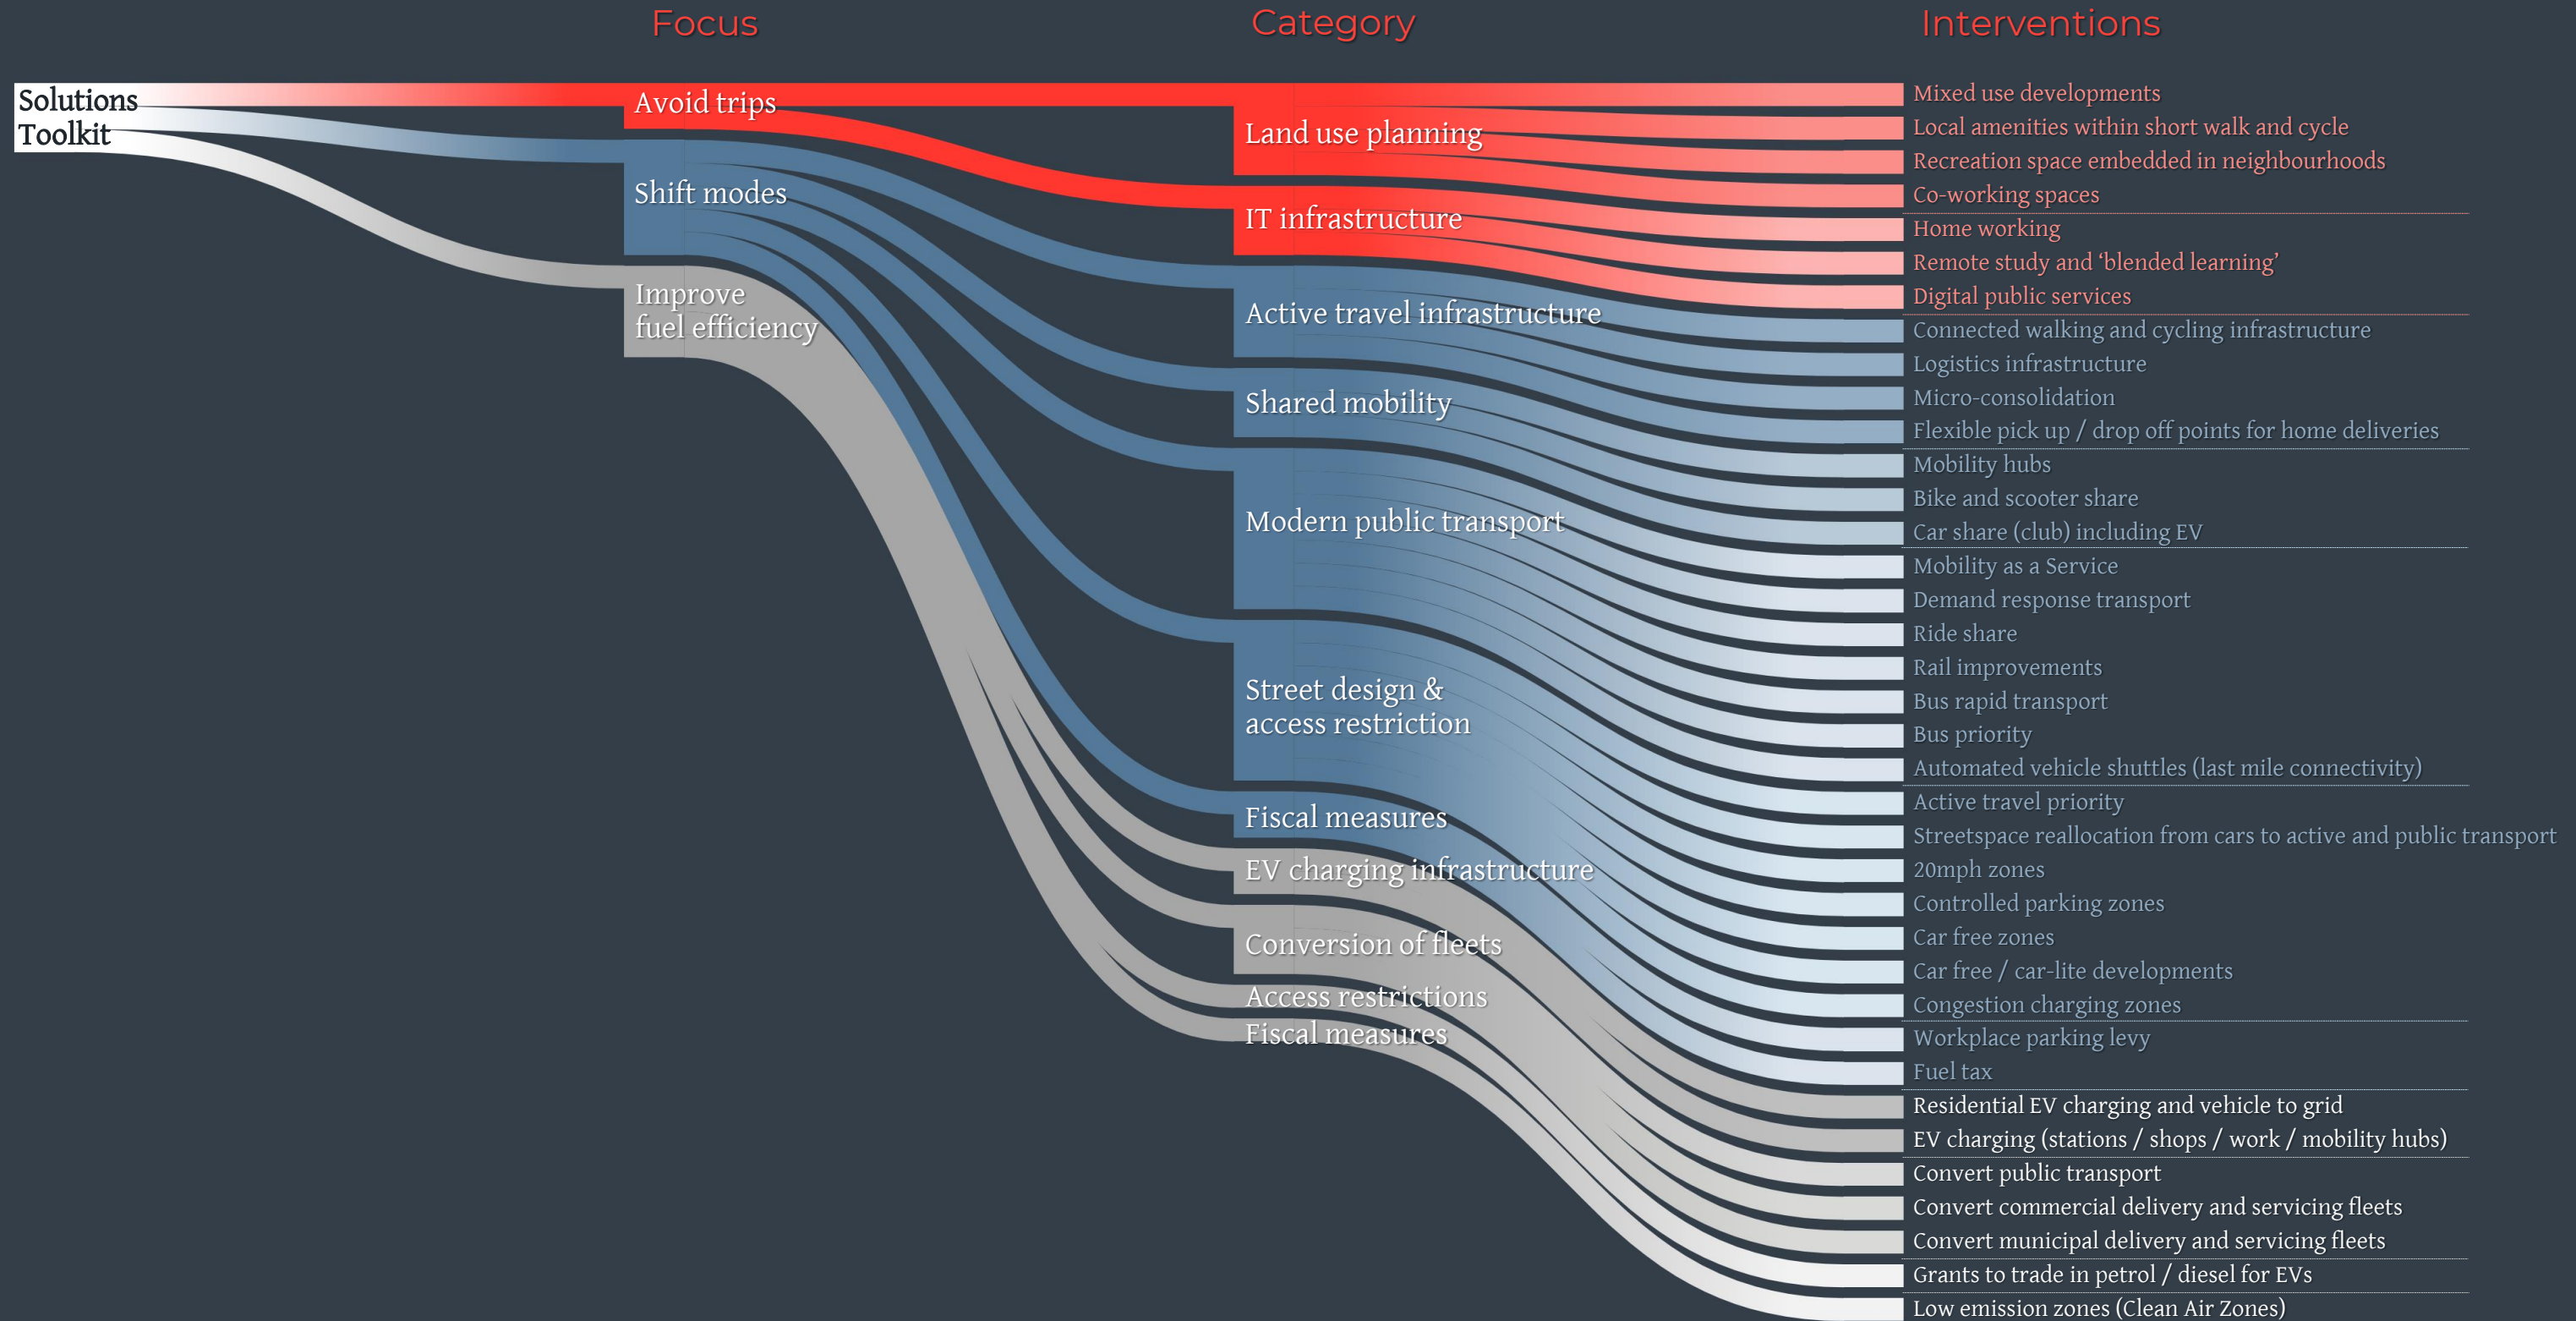 Focus
Category
Interventions
Solutions
Toolkit
Avoid trips
Shift modes
Improve
fuel efficiency
Land use planning
IT infrastructure
Active travel infrastructure
Shared mobility
Modern public transport
Street design &
access restriction
Fiscal measures
EV charging infrastructure
Conversion of fleets
Access restrictions
Fiscal measures
Mixed use developments
Local amenities within short walk and cycle
Recreation space embedded in neighbourhoods
Co-working spaces
Home working
Remote study and ‘blended learning’
Digital public services
Connected walking and cycling infrastructure
Logistics infrastructure
Micro-consolidation
Flexible pick up / drop off points for home deliveries
Mobility hubs
Bike and scooter share
Car share (club) including EV
Mobility as a Service
Demand response transport
Ride share
Rail improvements
Bus rapid transport
Bus priority
Automated vehicle shuttles (last mile connectivity)
Active travel priority
Streetspace reallocation from cars to active and public transport
20mph zones
Controlled parking zones
Car free zones
Car free / car-lite developments
Congestion charging zones
Workplace parking levy
Fuel tax
Residential EV charging and vehicle to grid
EV charging (stations / shops / work / mobility hubs)
Convert public transport
Convert commercial delivery and servicing fleets
Convert municipal delivery and servicing fleets
Grants to trade in petrol / diesel for EVs
Low emission zones (Clean Air Zones)